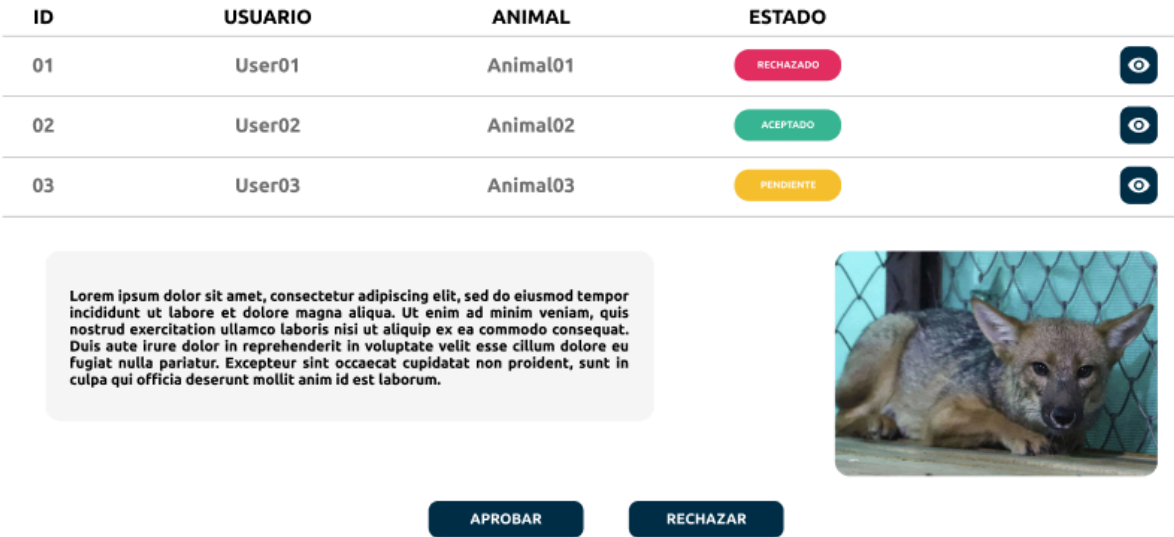 ID USUARIO ANIMAL ESTADO
01 User01 Animal01 RECHAZADO
02 User02 Animal02 ACEPTADO
03 User03 Animal03 PENDIENTE
Lorem ipsum dolor sit amet, consectetur adipiscing elit, sed do eiusmod tempor
incididunt ut labore et dolore magna aliqua. Ut enim ad minim veniam, quis
nostrud exercitation ullamco laboris nisi ut aliquip ex ea commodo consequat.
Duis aute irure dolor in reprehenderit in voluptate velit esse cillum dolore eu
fugiat nulla pariatur. Excepteur sint occaecat cupidatat non proident, sunt in
culpa qui officia deserunt mollit anim id est laborum.
APROBAR RECHAZAR